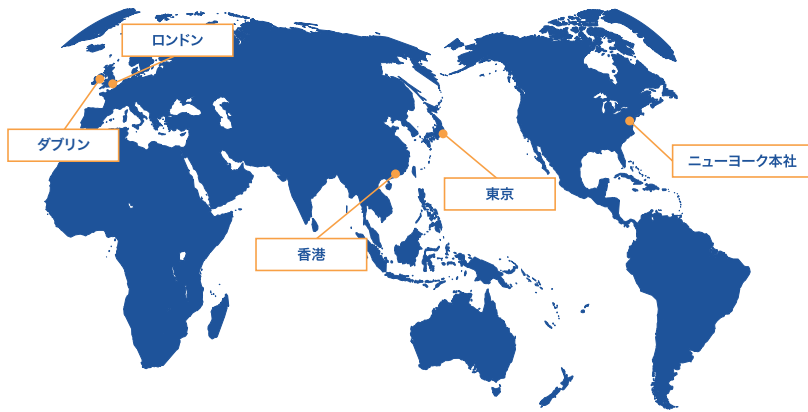 ロンドン
ダブリン
ニューヨーク本社
東京
香港